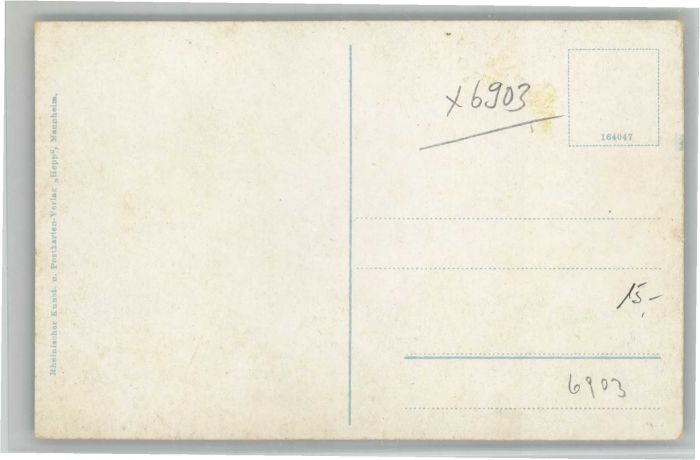 Rheinischer Kunst. u. Postkarten-Verlag „Hepp“, Mannheim.
x6903
164047
15,-
6903